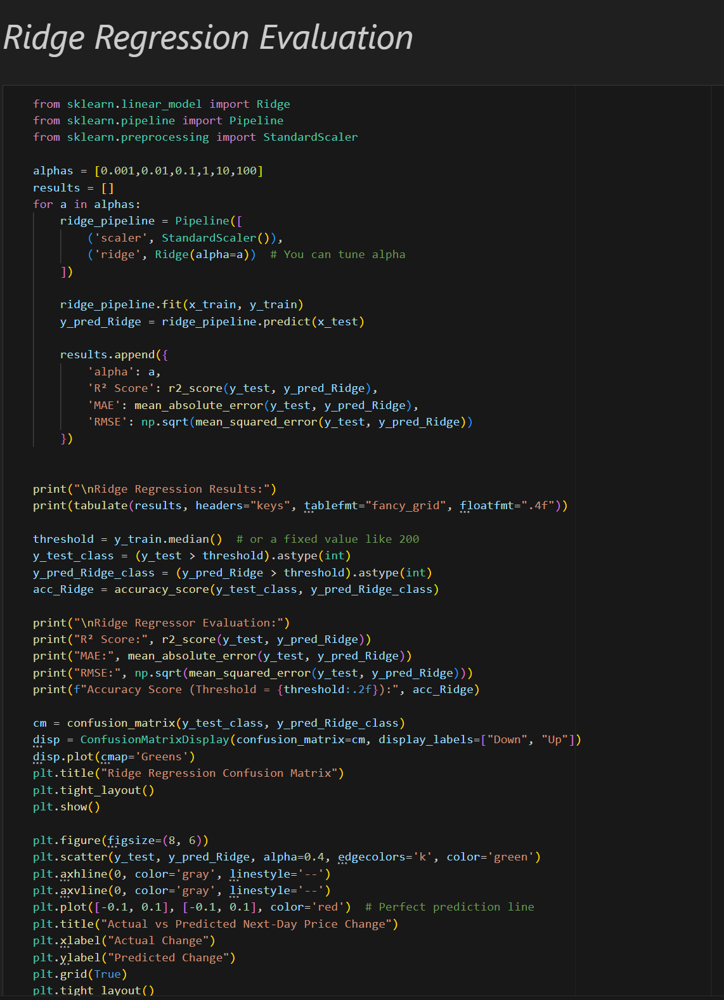 Ridge Regression Evaluation
from sklearn.linear_model import Ridge
from sklearn.pipeline import Pipeline
from sklearn.preprocessing import StandardScaler
alphas = [0.001,0.01,0.1,1,10,100]
results = []
for a in alphas:
    ridge_pipeline = Pipeline([
        ('scaler', StandardScaler()),
        ('ridge', Ridge(alpha=a))  # You can tune alpha
    ])
    ridge_pipeline.fit(x_train, y_train)
    y_pred_Ridge = ridge_pipeline.predict(x_test)
    results.append({
        'alpha': a,
        'R² Score': r2_score(y_test, y_pred_Ridge),
        'MAE': mean_absolute_error(y_test, y_pred_Ridge),
        'RMSE': np.sqrt(mean_squared_error(y_test, y_pred_Ridge))
    })
print("\nRidge Regression Results:")
print(tabulate(results, headers="keys", tablefmt="fancy_grid", floatfmt=".4f"))
threshold = y_train.median()  # or a fixed value like 200
y_test_class = (y_test > threshold).astype(int)
y_pred_Ridge_class = (y_pred_Ridge > threshold).astype(int)
acc_Ridge = accuracy_score(y_test_class, y_pred_Ridge_class)
print("\nRidge Regressor Evaluation:")
print("R² Score:", r2_score(y_test, y_pred_Ridge))
print("MAE:", mean_absolute_error(y_test, y_pred_Ridge))
print("RMSE:", np.sqrt(mean_squared_error(y_test, y_pred_Ridge)))
print(f"Accuracy Score (Threshold = {threshold:.2f}):", acc_Ridge)
cm = confusion_matrix(y_test_class, y_pred_Ridge_class)
disp = ConfusionMatrixDisplay(confusion_matrix=cm, display_labels=["Down", "Up"])
disp.plot(cmap='Greens')
plt.title("Ridge Regression Confusion Matrix")
plt.tight_layout()
plt.show()
plt.figure(figsize=(8, 6))
plt.scatter(y_test, y_pred_Ridge, alpha=0.4, edgecolors='k', color='green')
plt.axhline(0, color='gray', linestyle='--')
plt.axvline(0, color='gray', linestyle='--')
plt.plot([-0.1, 0.1], [-0.1, 0.1], color='red')  # Perfect prediction line
plt.title("Actual vs Predicted Next-Day Price Change")
plt.xlabel("Actual Change")
plt.ylabel("Predicted Change")
plt.grid(True)
plt.tight_layout()